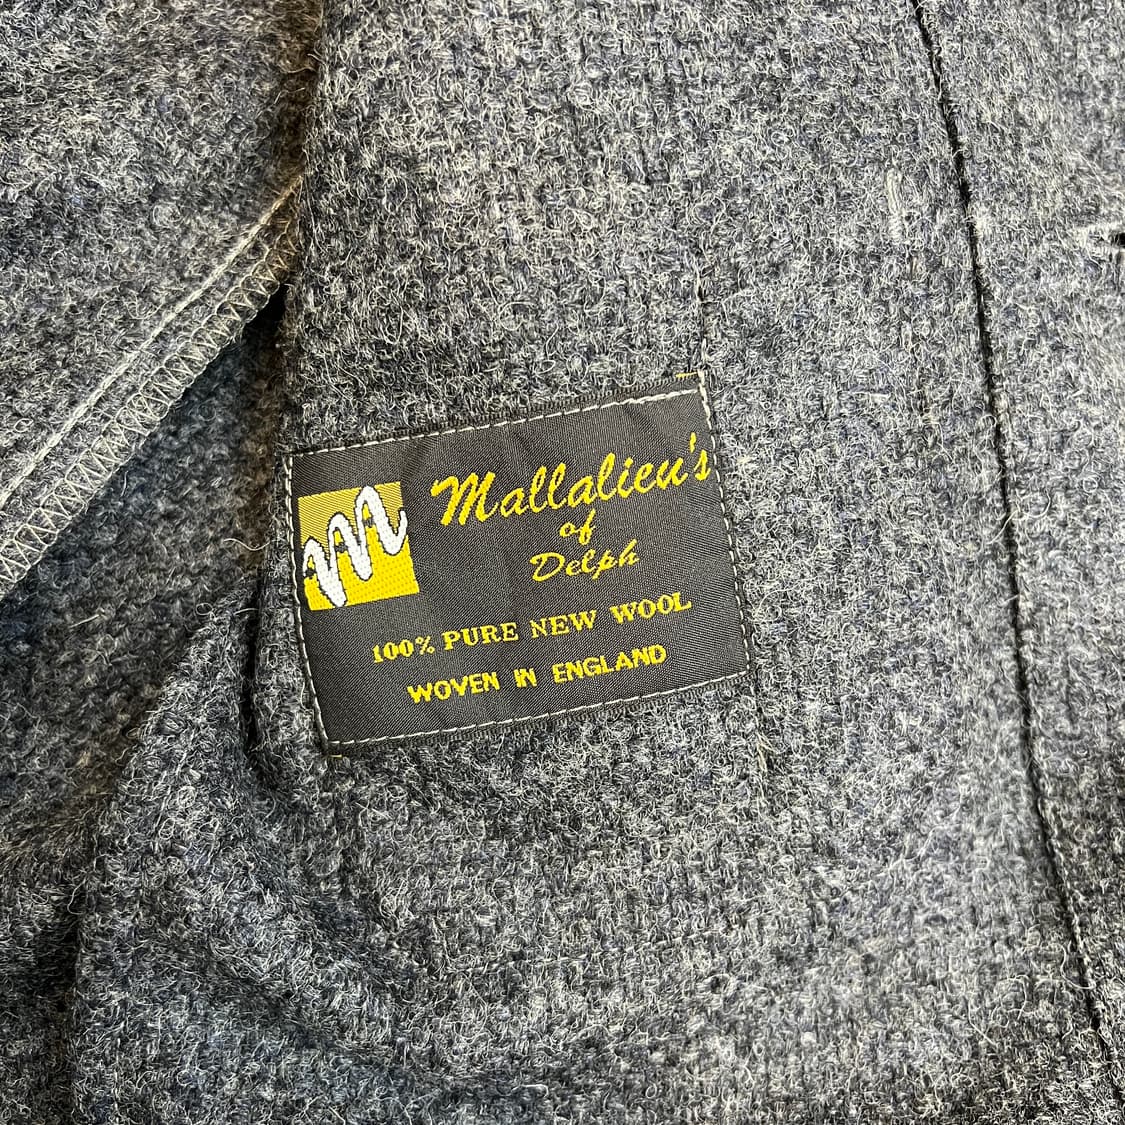 m
Mallalieu's
of
Delph
100% PURE NEW WOOL
WOVEN IN ENGLAND